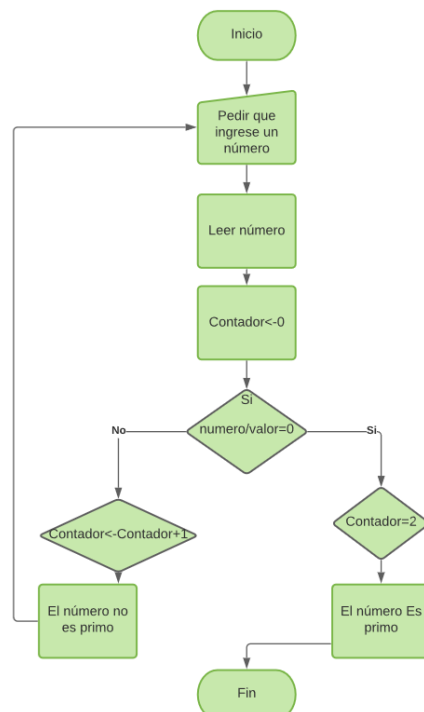 Inicio
Pedir que
ingrese un
número
Leer número
Contador<-0
Si
numero/valor=0
No
Si
Contador<-Contador+1
Contador=2
El número no
es primo
El número Es
primo
Fin